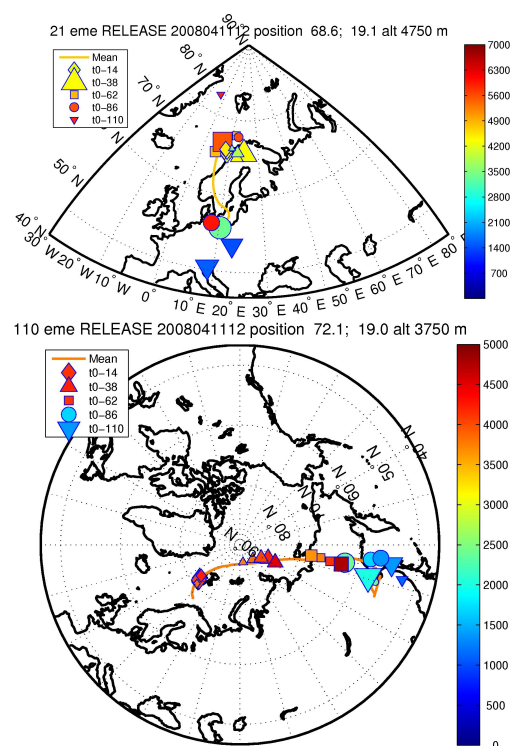 21 eme RELEASE 2008041112 position 68.6; 19.1 alt 4750 m
90°N
80°N
70°N
60°N
50°N
40°N
Mean
t0-14
t0-38
t0-62
t0-86
t0-110
30°W
20°W
10°W
0°
10°E
20°E
30°E
40°E
50°E
60°E
70°E
80°E
7000
6300
5600
4900
4200
3500
2800
2100
1400
700
110 eme RELEASE 2008041112 position 72.1; 19.0 alt 3750 m
Mean
t0-14
t0-38
t0-62
t0-86
t0-110
40°
50°
60°N
80°N
90°N
5000
4500
4000
3500
3000
2500
2000
1500
1000
500
0